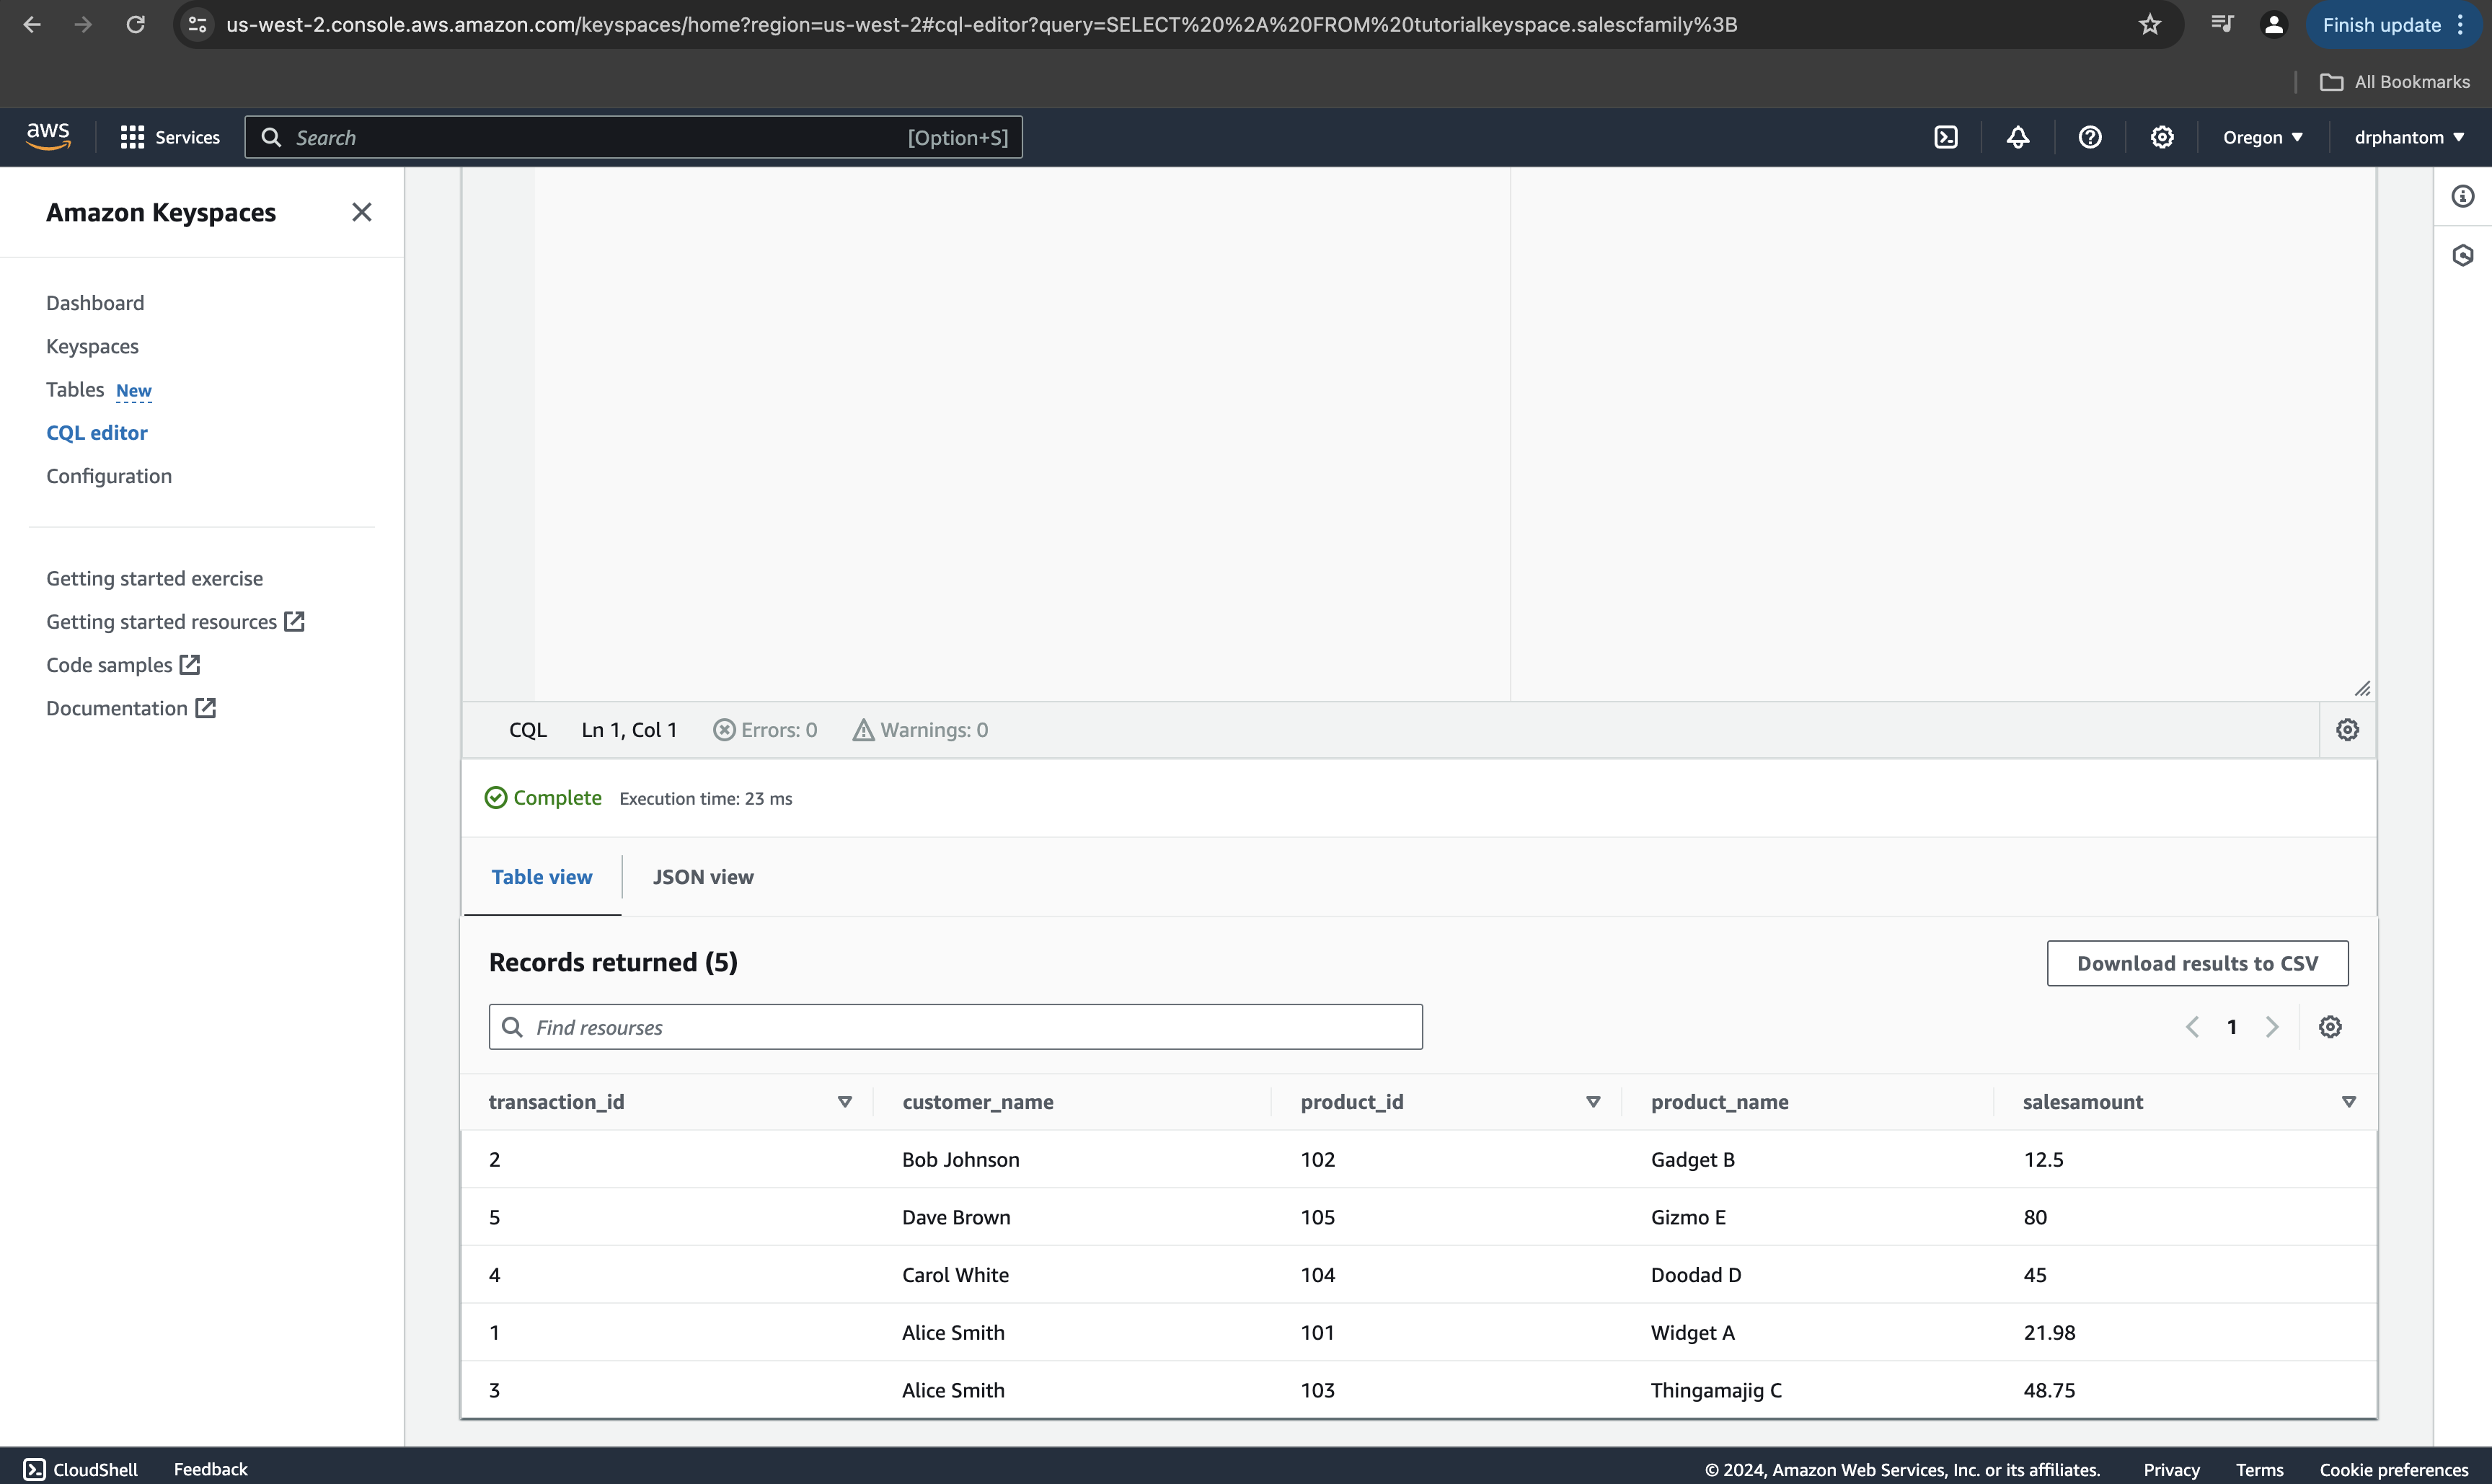 us-west-2.console.aws.amazon.com/keyspaces/home?region=us-west-2#cql-editor?query=SELECT%20%2A%20FROM%20tutorialkeyspace.salescfamily%3B
Finish update
All Bookmarks
aws Services Search [Option+S] Oregon drphantom
Amazon Keyspaces
Dashboard
Keyspaces
Tables New
CQL editor
Configuration
Getting started exercise
Getting started resources
Code samples
Documentation
CQL Ln 1, Col 1 Errors: 0 Warnings: 0
Complete Execution time: 23 ms
Table view JSON view
Records returned (5) Download results to CSV
Find resourses 1
transaction_id customer_name product_id product_name salesamount
2 Bob Johnson 102 Gadget B 12.5
5 Dave Brown 105 Gizmo E 80
4 Carol White 104 Doodad D 45
1 Alice Smith 101 Widget A 21.98
3 Alice Smith 103 Thingamajig C 48.75
CloudShell Feedback © 2024, Amazon Web Services, Inc. or its affiliates. Privacy Terms Cookie preferences